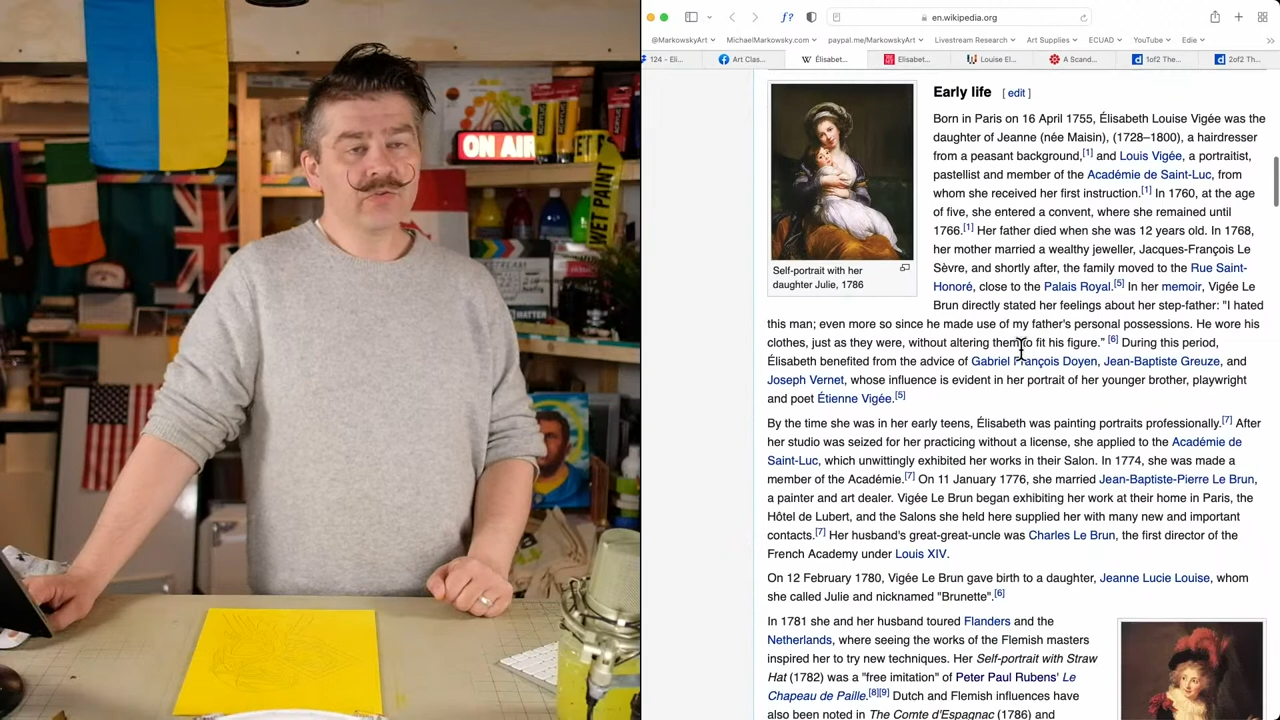 ON AIR
WET PAINT
MATTER
en.wikipedia.org
@MarkowskyArt
MichaelMarkowsky.com
paypal.me/MarkowskyArt
Livestream Research
Art Supplies
ECUAD
YouTube
Edie
124 - Eli...
Art Clas...
W Élisabet...
Elisabet...
Louise El...
A Scand...
1of2 The...
2of2 Th...
Early life [ edit ]
Born in Paris on 16 April 1755, Élisabeth Louise Vigée was the
daughter of Jeanne (née Maisin), (1728–1800), a hairdresser
from a peasant background,[1] and Louis Vigée, a portraitist,
pastellist and member of the Académie de Saint-Luc, from
whom she received her first instruction.[1] In 1760, at the age
of five, she entered a convent, where she remained until
1766.[1] Her father died when she was 12 years old. In 1768,
her mother married a wealthy jeweller, Jacques-François Le
Sèvre, and shortly after, the family moved to the Rue Saint-
Honoré, close to the Palais Royal.[5] In her memoir, Vigée Le
Brun directly stated her feelings about her step-father: "I hated
this man; even more so since he made use of my father's personal possessions. He wore his
clothes, just as they were, without altering them to fit his figure." [6] During this period,
Élisabeth benefited from the advice of Gabriel François Doyen, Jean-Baptiste Greuze, and
Joseph Vernet, whose influence is evident in her portrait of her younger brother, playwright
and poet Étienne Vigée.[5]
Self-portrait with her
daughter Julie, 1786
By the time she was in her early teens, Élisabeth was painting portraits professionally.[7] After
her studio was seized for her practicing without a license, she applied to the Académie de
Saint-Luc, which unwittingly exhibited her works in their Salon. In 1774, she was made a
member of the Académie.[7] On 11 January 1776, she married Jean-Baptiste-Pierre Le Brun,
a painter and art dealer. Vigée Le Brun began exhibiting her work at their home in Paris, the
Hôtel de Lubert, and the Salons she held here supplied her with many new and important
contacts.[7] Her husband's great-great-uncle was Charles Le Brun, the first director of the
French Academy under Louis XIV.
On 12 February 1780, Vigée Le Brun gave birth to a daughter, Jeanne Lucie Louise, whom
she called Julie and nicknamed "Brunette".[6]
In 1781 she and her husband toured Flanders and the
Netherlands, where seeing the works of the Flemish masters
inspired her to try new techniques. Her Self-portrait with Straw
Hat (1782) was a "free imitation" of Peter Paul Rubens' Le
Chapeau de Paille.[8][9] Dutch and Flemish influences have
also been noted in The Comte d'Espagnac (1786) and